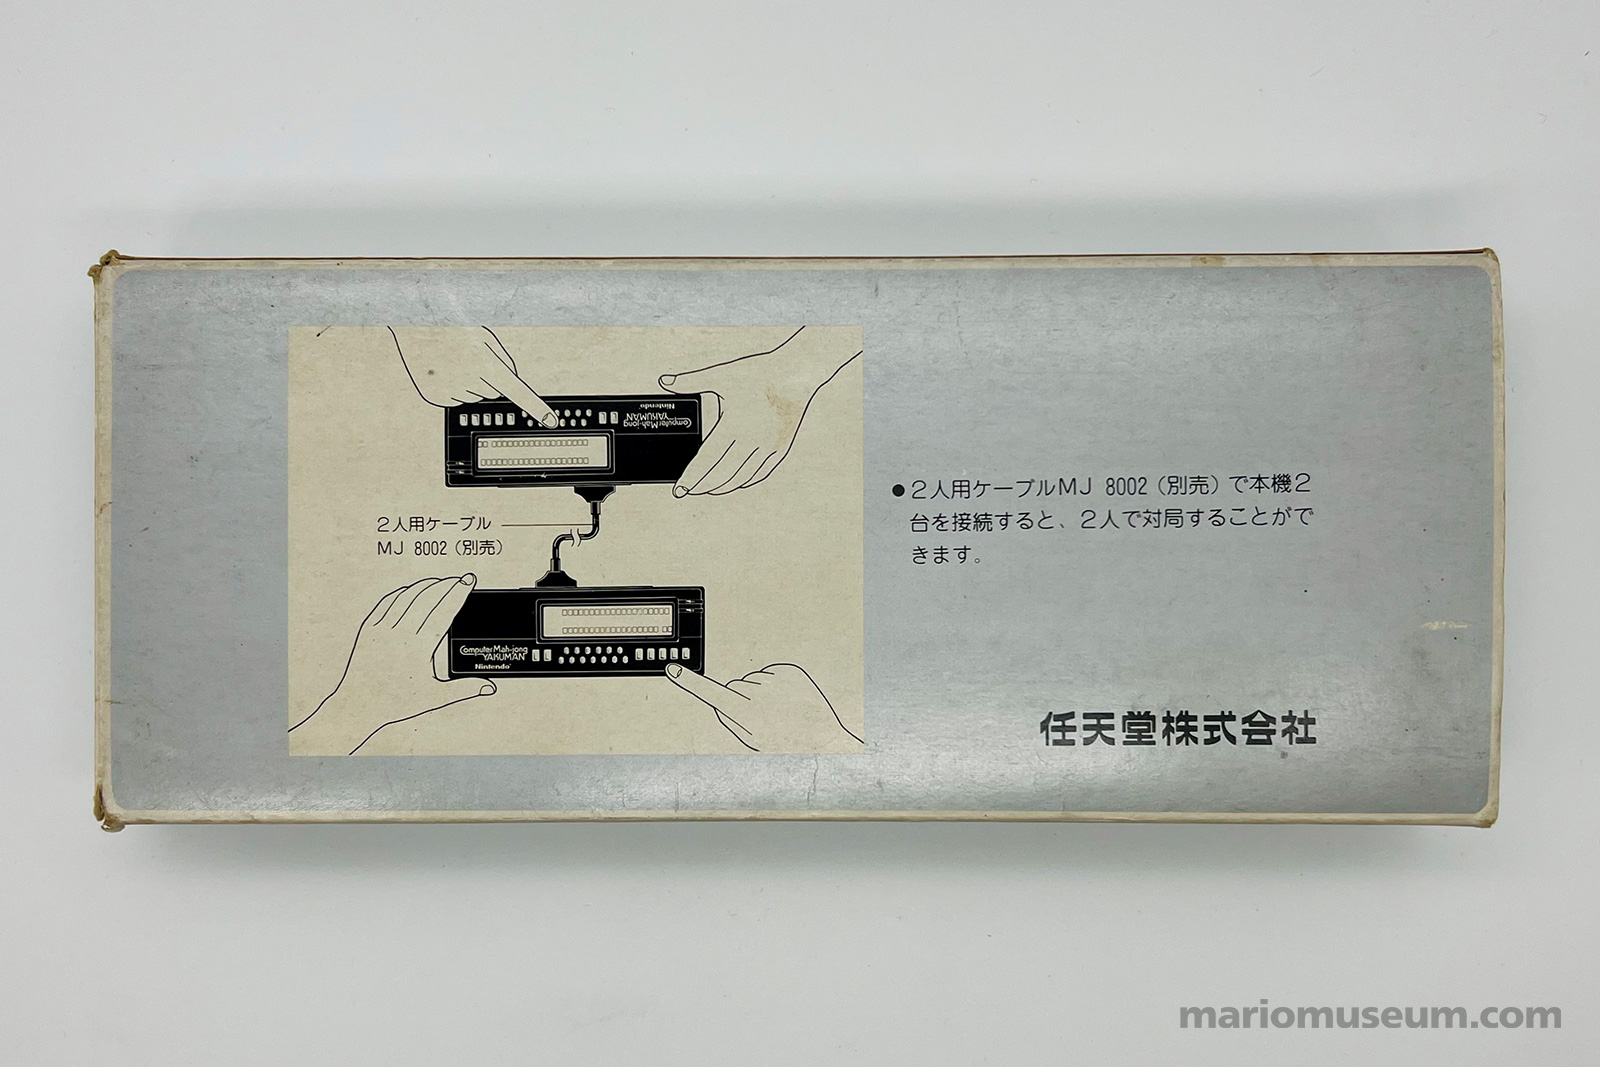 Nintendo
Computer Mah-jong
YAKUMAN
2人用ケーブル
MJ 8002（別売）
Computer Mah-jong
YAKUMAN
Nintendo
●2人用ケーブルMJ 8002（別売）で本機2
台を接続すると、2人で対局することがで
きます。
任天堂株式会社
mariomuseum.com